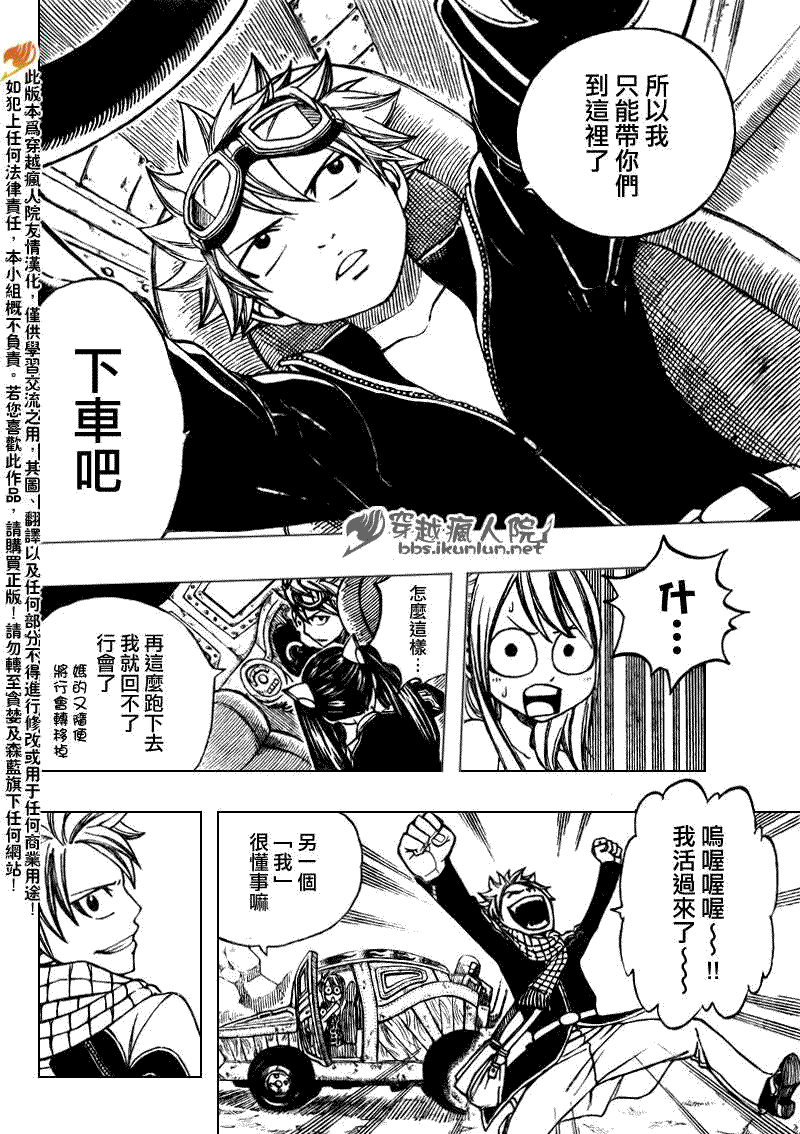 所以我
只能帶你們
到這裡了
下車吧
穿越瘋人院
bbs.ikunlun.net
什…
怎麼這樣…
再這麼跑下去
我就回不了
行會了
媽的又隨便
將行會轉移掉
嗚喔喔喔～!!
我活過來了～
另一個
「我」
很懂事嘛
此版本爲穿越瘋人院友情漢化，僅供學習交流之用，其圖、翻譯以及任何部分不得進行修改或用于任何商業用途！
如犯上任何法律責任，本小組概不負責。若您喜歡此作品，請購買正版！請勿轉至貪婪及森藍旗下任何網站！